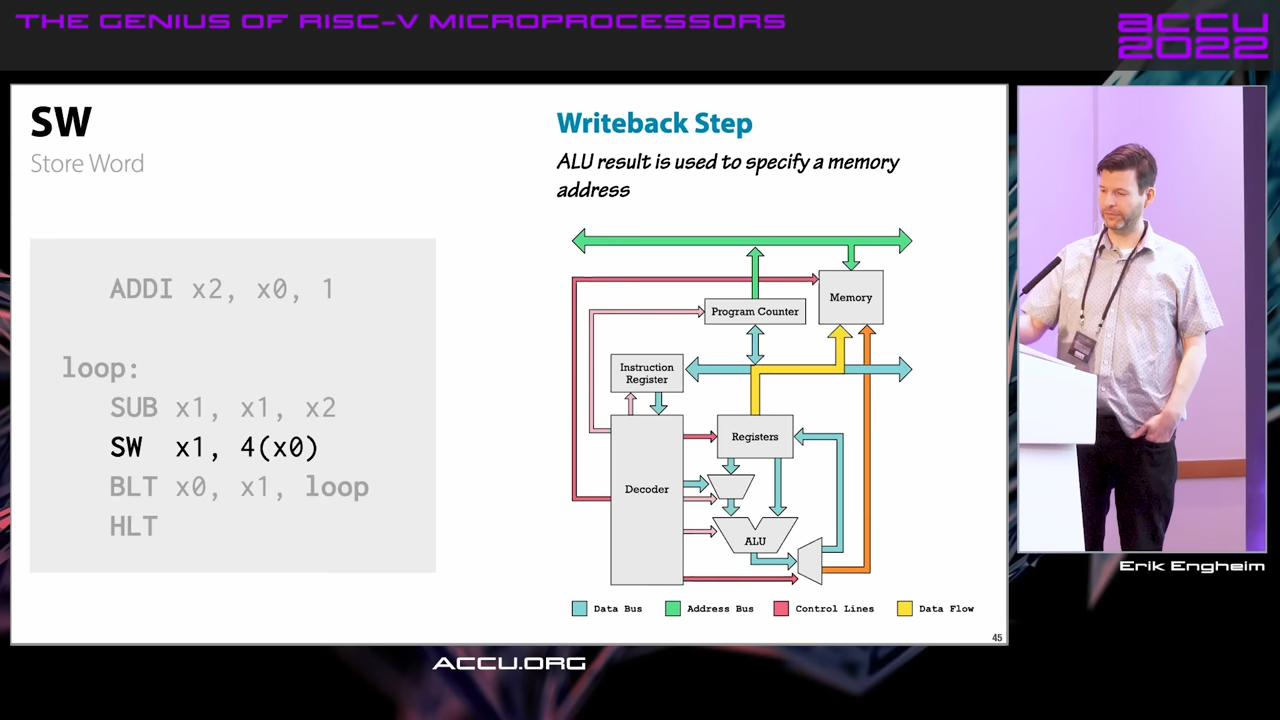 THE GENIUS OF RISC-V MICROPROCESSORS
ACCU
2022
SW
Store Word
ADDI x2, x0, 1
loop:
SUB x1, x1, x2
SW x1, 4(x0)
BLT x0, x1, loop
HLT
Writeback Step
ALU result is used to specify a memory
address
Memory
Program Counter
Instruction
Register
Registers
Decoder
ALU
Data Bus
Address Bus
Control Lines
Data Flow
45
Erik Engheim
ACCU.ORG